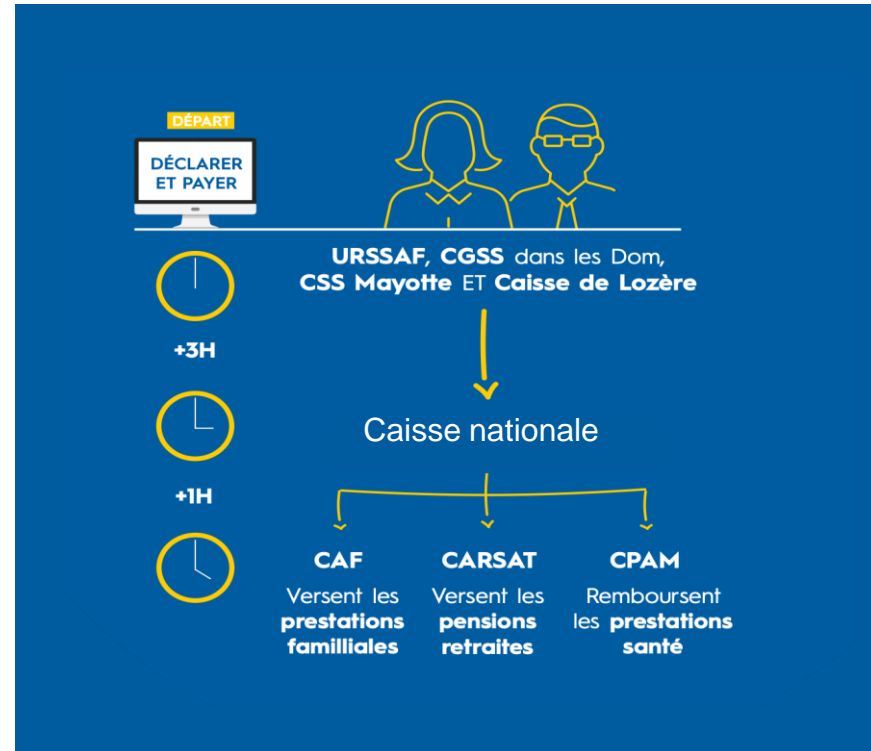 DÉPART
DÉCLARER
ET PAYER
URSSAF, CGSS dans les Dom,
CSS Mayotte ET Caisse de Lozère
+3H
Caisse nationale
+1H
CAF
Versent les
prestations
familliales
CARSAT
Versent les
pensions
retraites
CPAM
Remboursent
les prestations
santé